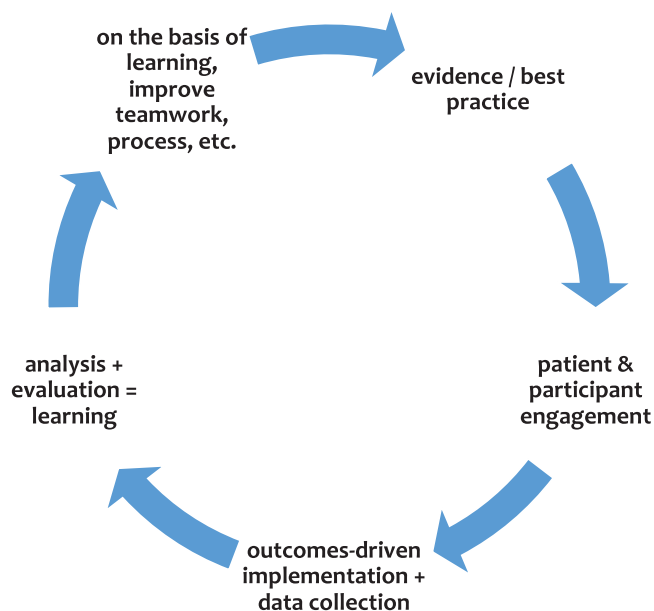 on the basis of
learning,
improve
teamwork,
process, etc.
evidence / best
practice
patient &
participant
engagement
outcomes-driven
implementation +
data collection
analysis +
evaluation =
learning